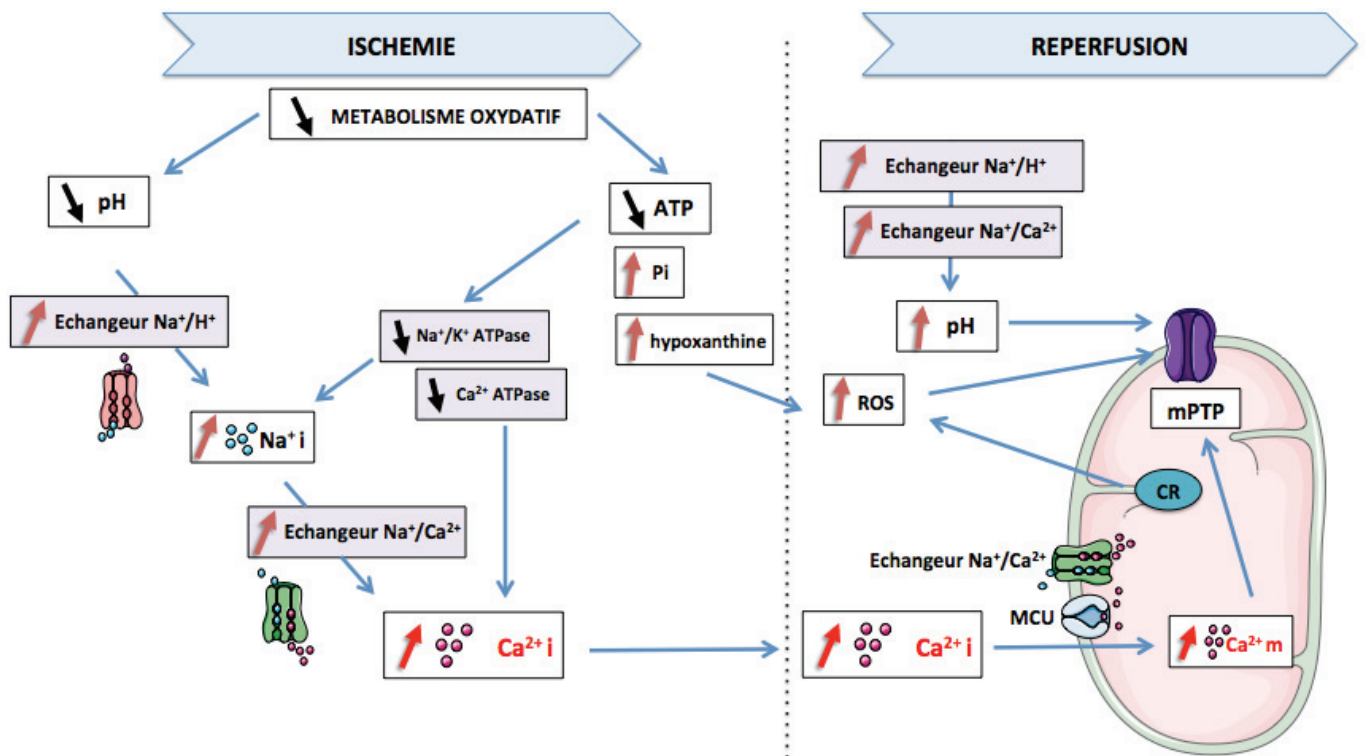 ISCHEMIE
METABOLISME OXYDATIF
pH
ATP
Pi
hypoxanthine
Echangeur Na⁺/H⁺
Na⁺/K⁺ ATPase
Ca²⁺ ATPase
Na⁺ i
Echangeur Na⁺/Ca²⁺
Ca²⁺ i
REPERFUSION
Echangeur Na⁺/H⁺
Echangeur Na⁺/Ca²⁺
pH
ROS
mPTP
CR
Echangeur Na⁺/Ca²⁺
MCU
Ca²⁺ i
Ca²⁺ m